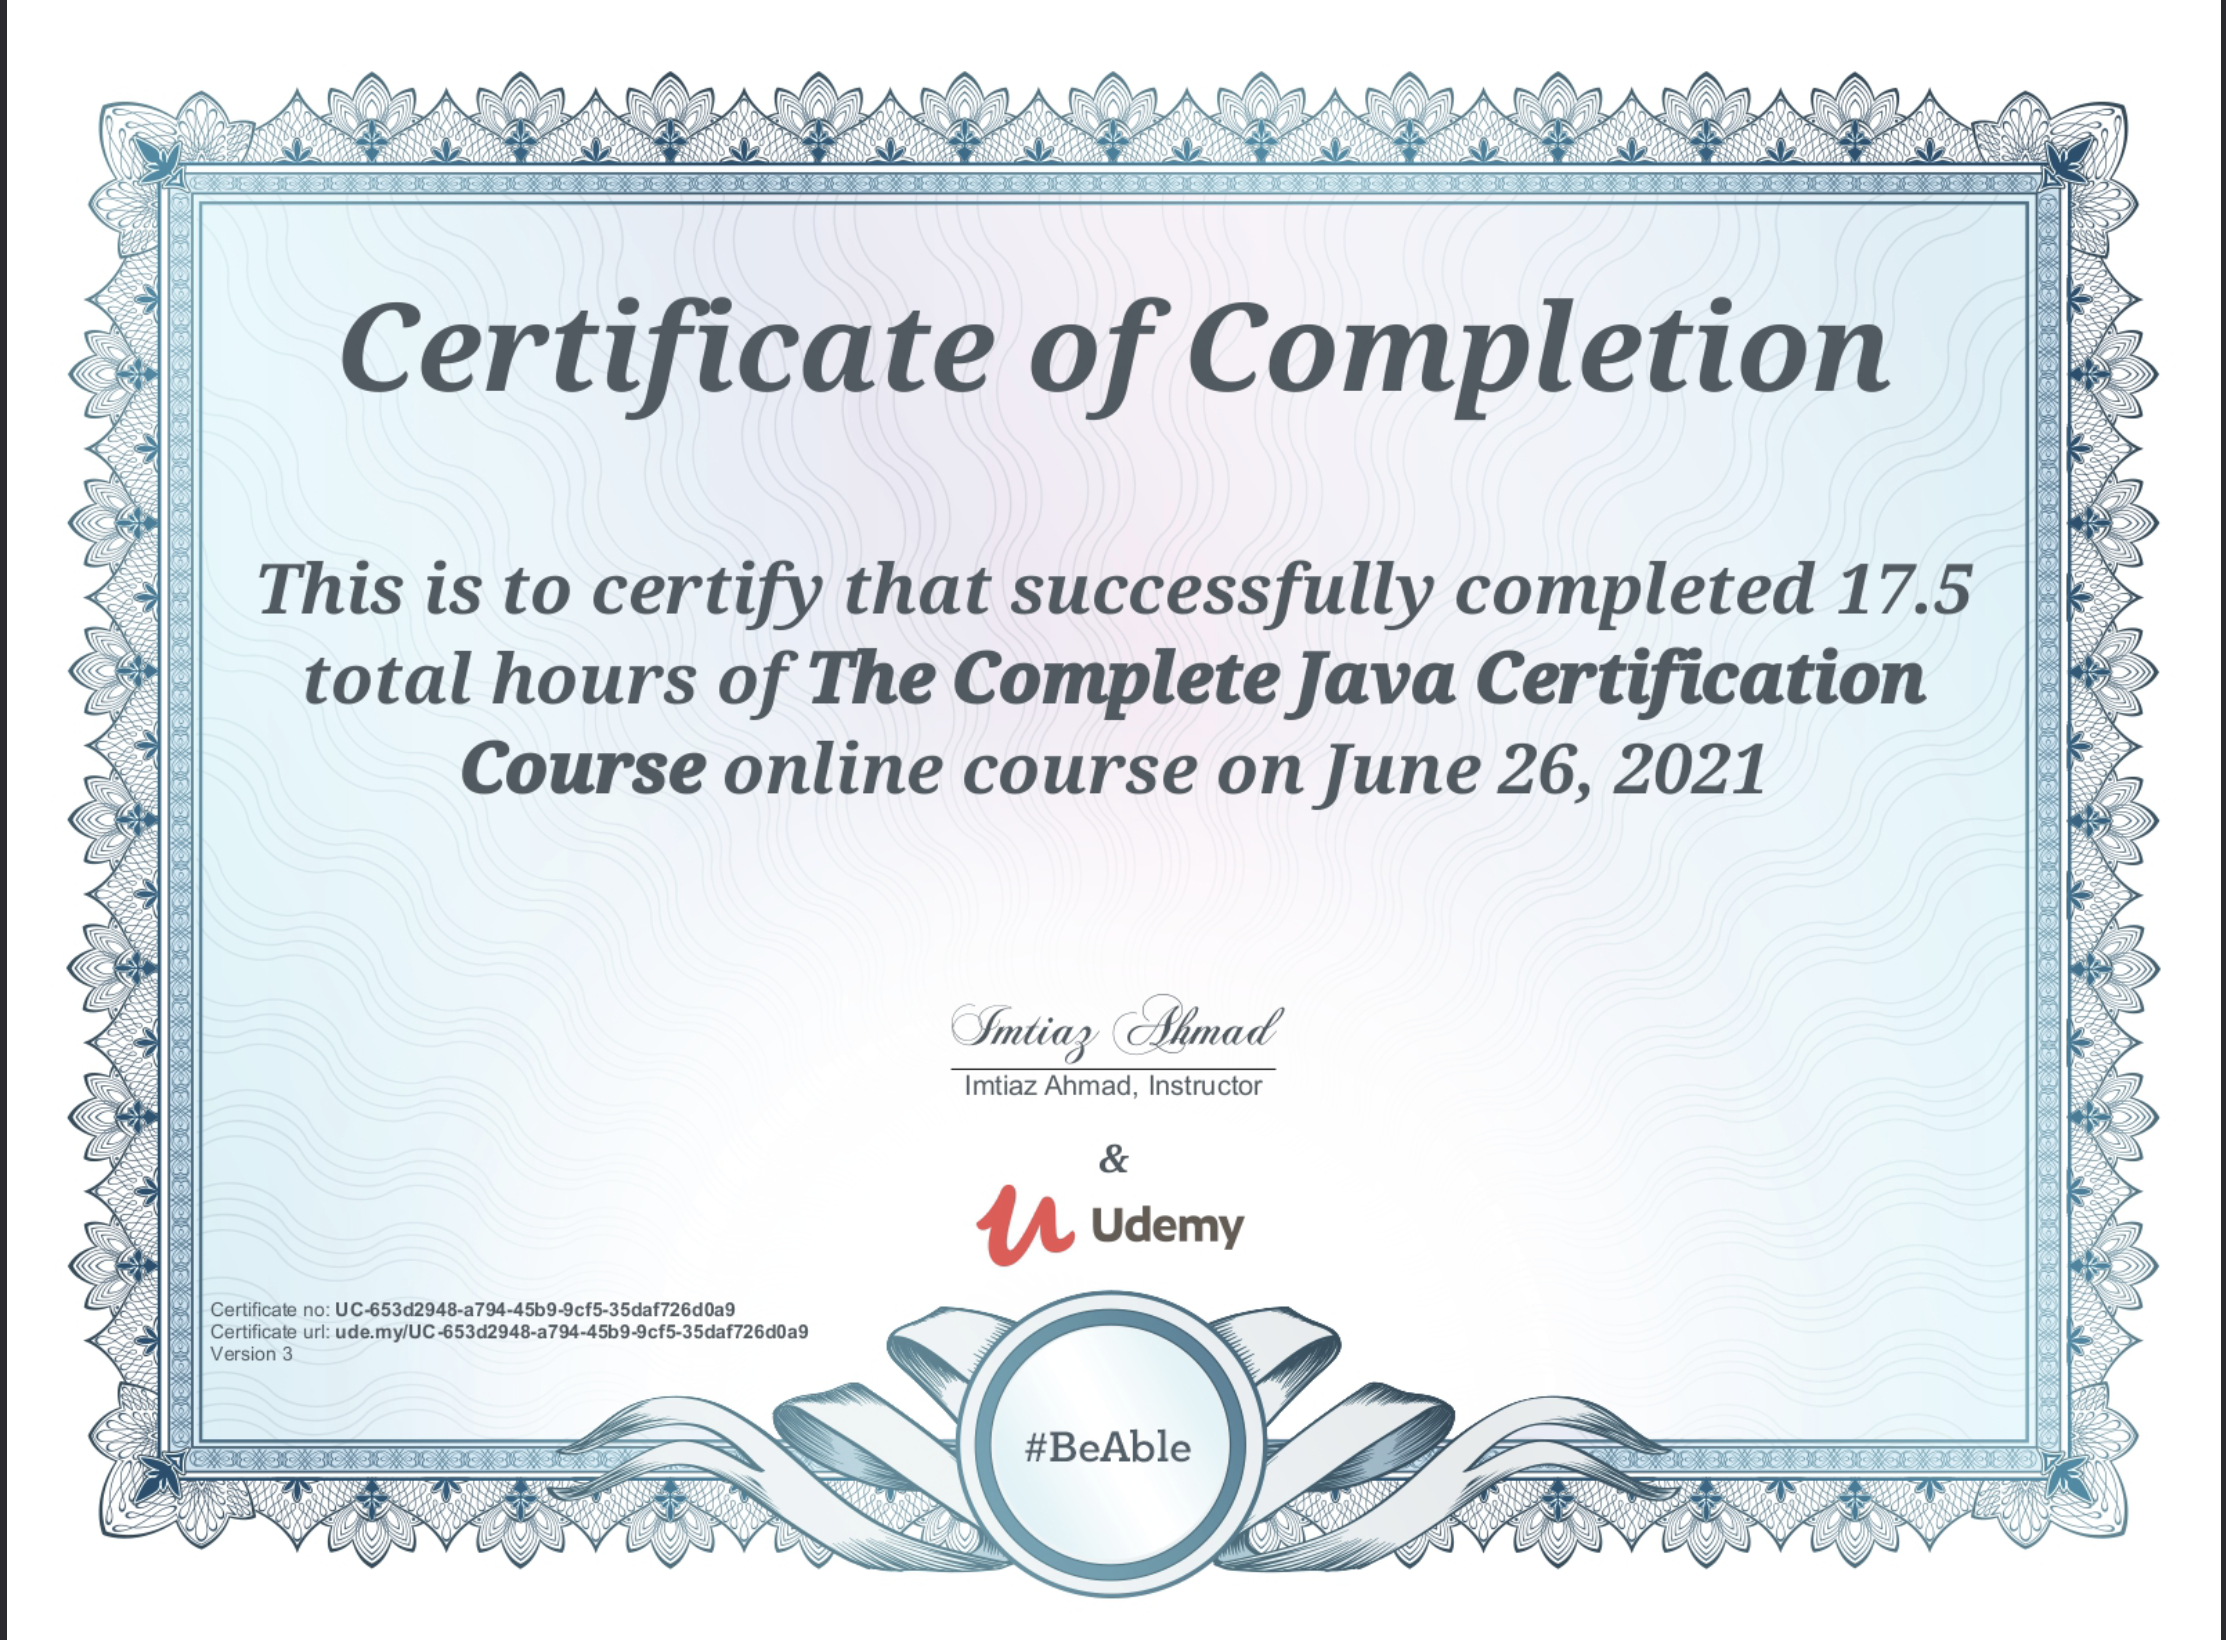 Certificate of Completion
This is to certify that successfully completed 17.5
total hours of The Complete Java Certification
Course online course on June 26, 2021
Imtiaz Ahmad
Imtiaz Ahmad, Instructor
&
Udemy
Certificate no: UC-653d2948-a794-45b9-9cf5-35daf726d0a9
Certificate url: ude.my/UC-653d2948-a794-45b9-9cf5-35daf726d0a9
Version 3
#BeAble